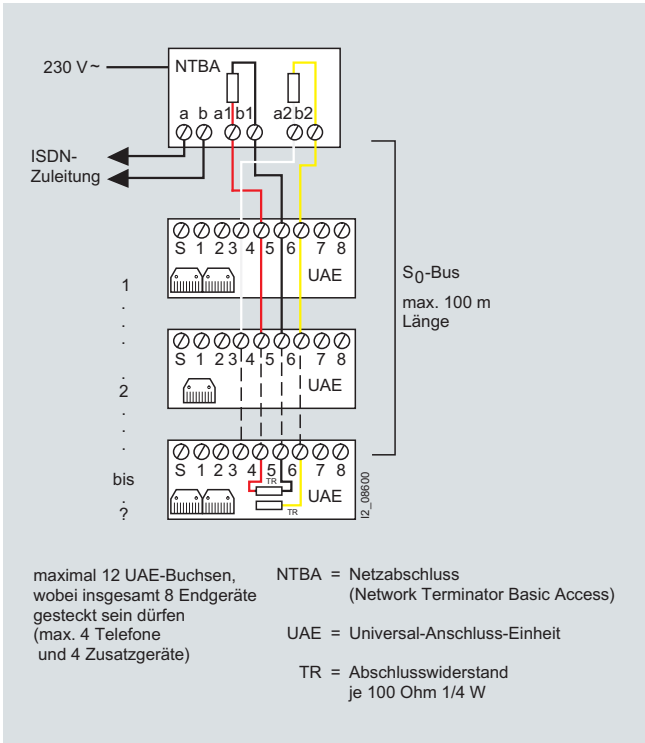 230 V~
NTBA
a b a1 b1 a2 b2
ISDN-
Zuleitung
S 1 2 3 4 5 6 7 8
UAE
1
.
.
.
S0-Bus
max. 100 m
Länge
S 1 2 3 4 5 6 7 8
UAE
.
2
.
.
.
S 1 2 3 4 5 6 7 8
TR
UAE
TR
bis
.
?
I2_08600
maximal 12 UAE-Buchsen,
wobei insgesamt 8 Endgeräte
gesteckt sein dürfen
(max. 4 Telefone
und 4 Zusatzgeräte)
NTBA = Netzabschluss
(Network Terminator Basic Access)
UAE = Universal-Anschluss-Einheit
TR = Abschlusswiderstand
je 100 Ohm 1/4 W